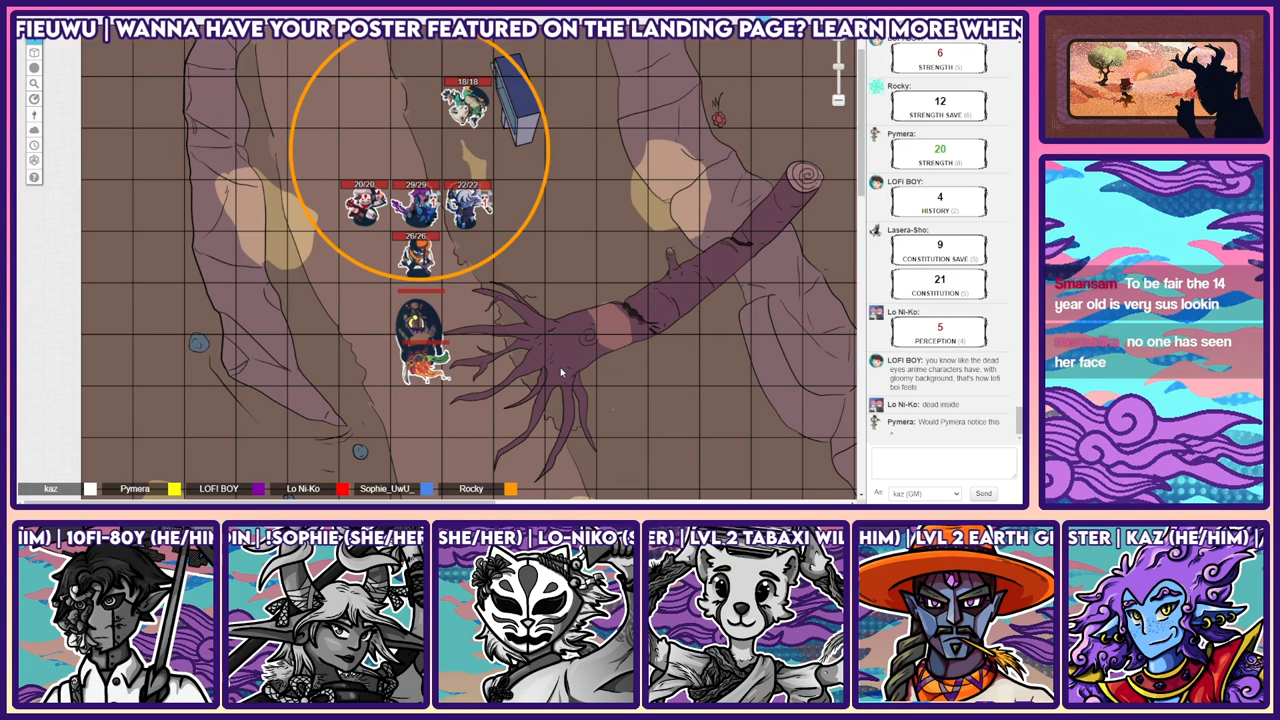 FIEUWU | WANNA HAVE YOUR POSTER FEATURED ON THE LANDING PAGE? LEARN MORE WHEN
18/18
20/20
29/29
22/22
26/26
kaz
Pymera
LOFI BOY
Lo Ni-Ko
Sophie_UwU_
Rocky
6
STRENGTH (5)
Rocky:
12
STRENGTH SAVE (6)
Pymera:
20
STRENGTH (0)
LOFI BOY:
4
HISTORY (2)
Lasera-Sho:
9
CONSTITUTION SAVE (5)
21
CONSTITUTION (5)
Lo Ni-Ko:
5
PERCEPTION (4)
LOFI BOY: you know like the dead
eyes anime characters have, with
gloomy background, that's how lofi
boi feels
Lo Ni-Ko: dead inside
Pymera: Would Pymera notice this
As:
kaz (GM)
Send
Smansam To be fair the 14
year old is very sus lookin
no one has seen
her face
HIM) | 10FI-80Y (HE/HIM
DIN | !SOPHIE (SHE/HER
SHE/HER) | LO-NIKO (S
ER) | LVL 2 TABAXI WIL
HIM) | LVL 2 EARTH GE
STER | KAZ (HE/HIM) |